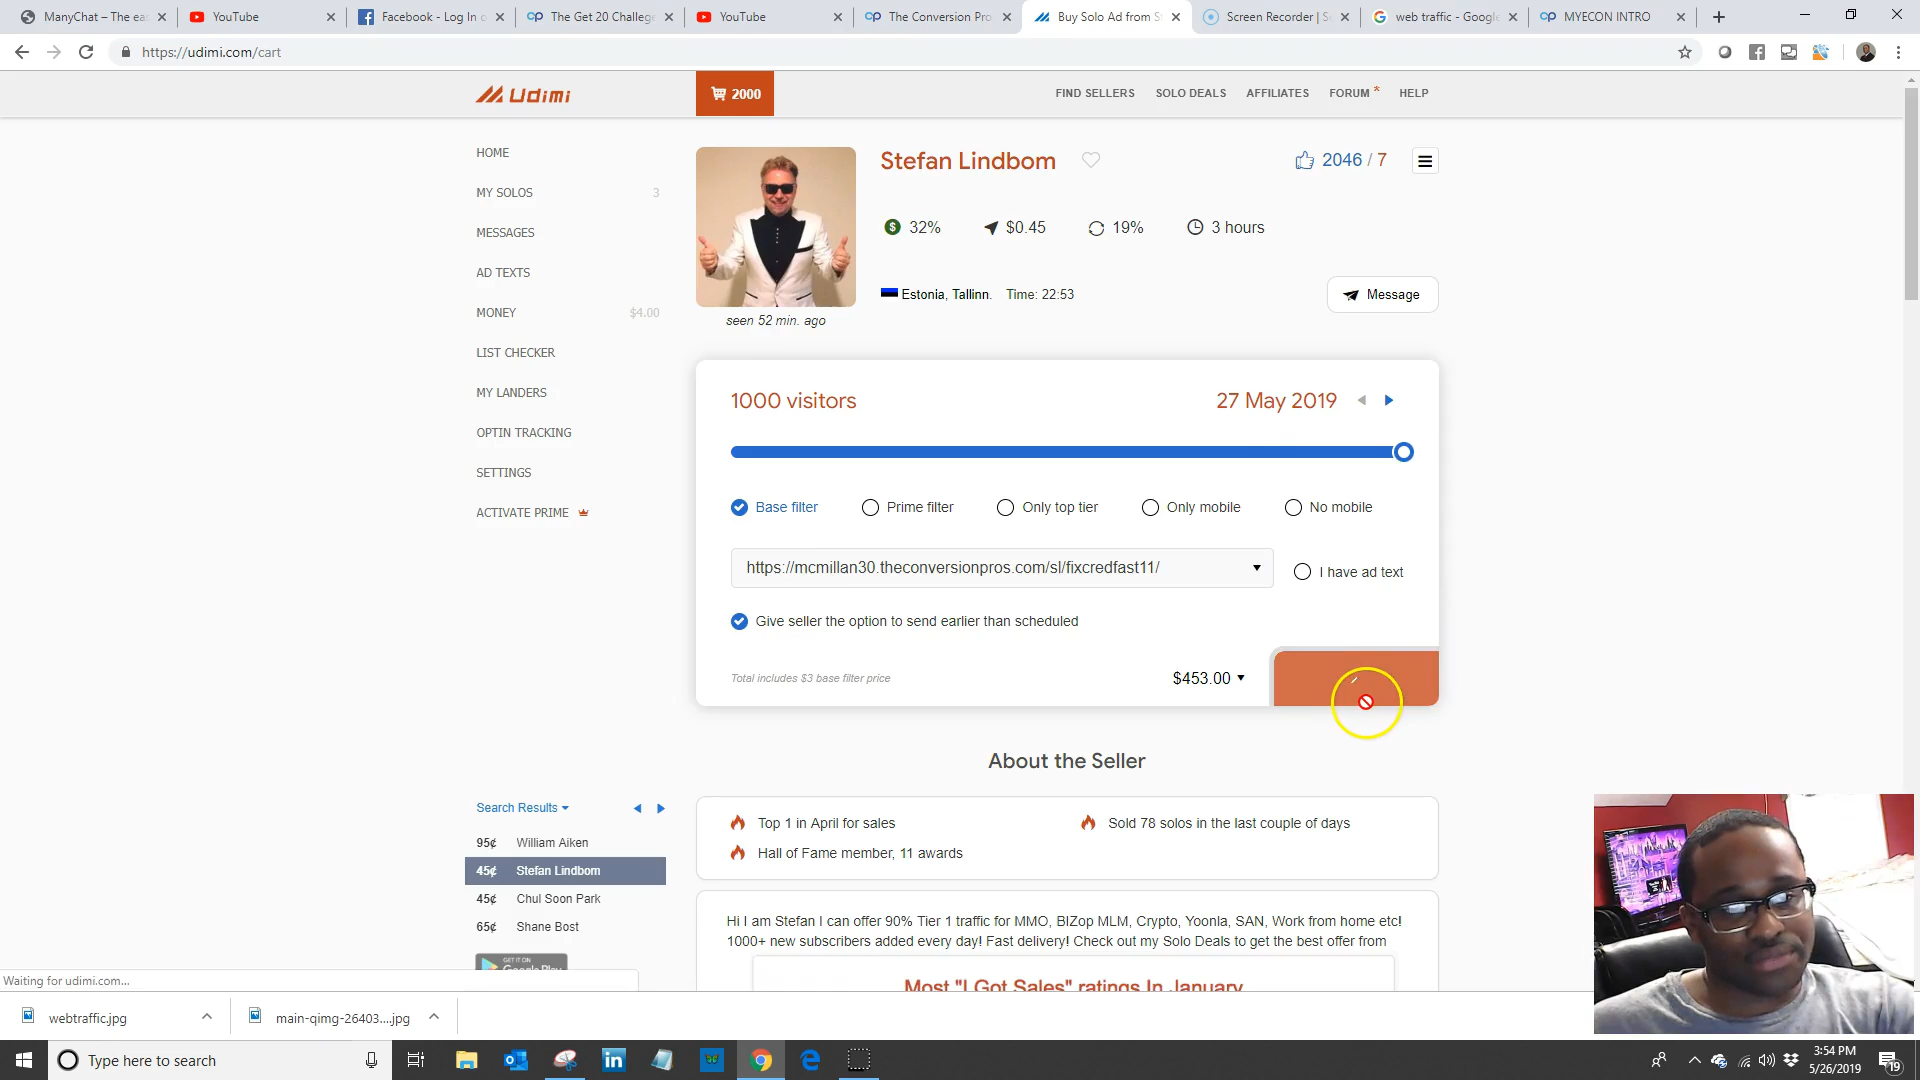 ManyChat – The ea
YouTube
Facebook - Log In o
The Get 20 Challeng
YouTube
The Conversion Pro
Buy Solo Ad from S
Screen Recorder | S
web traffic - Google
MYECON INTRO
https://udimi.com/cart
Udimi
2000
FIND SELLERS
SOLO DEALS
AFFILIATES
FORUM *
HELP
HOME
MY SOLOS 3
MESSAGES
AD TEXTS
MONEY $4.00
LIST CHECKER
MY LANDERS
OPTIN TRACKING
SETTINGS
ACTIVATE PRIME
Stefan Lindbom
2046 / 7
32%
$0.45
19%
3 hours
Estonia, Tallinn. Time: 22:53
Message
seen 52 min. ago
1000 visitors
27 May 2019
Base filter
Prime filter
Only top tier
Only mobile
No mobile
https://mcmillan30.theconversionpros.com/sl/fixcredfast11/
I have ad text
Give seller the option to send earlier than scheduled
Total includes $3 base filter price
$453.00
About the Seller
Search Results
95¢ William Aiken
45¢ Stefan Lindbom
45¢ Chul Soon Park
65¢ Shane Bost
GET IT ON
Google Play
Top 1 in April for sales
Sold 78 solos in the last couple of days
Hall of Fame member, 11 awards
Hi I am Stefan I can offer 90% Tier 1 traffic for MMO, BIZop MLM, Crypto, Yoonla, SAN, Work from home etc!
1000+ new subscribers added every day! Fast delivery! Check out my Solo Deals to get the best offer from
Most "I Got Sales" ratings In January
Waiting for udimi.com...
webtraffic.jpg
main-qimg-26403....jpg
Type here to search
3:54 PM
5/26/2019
19